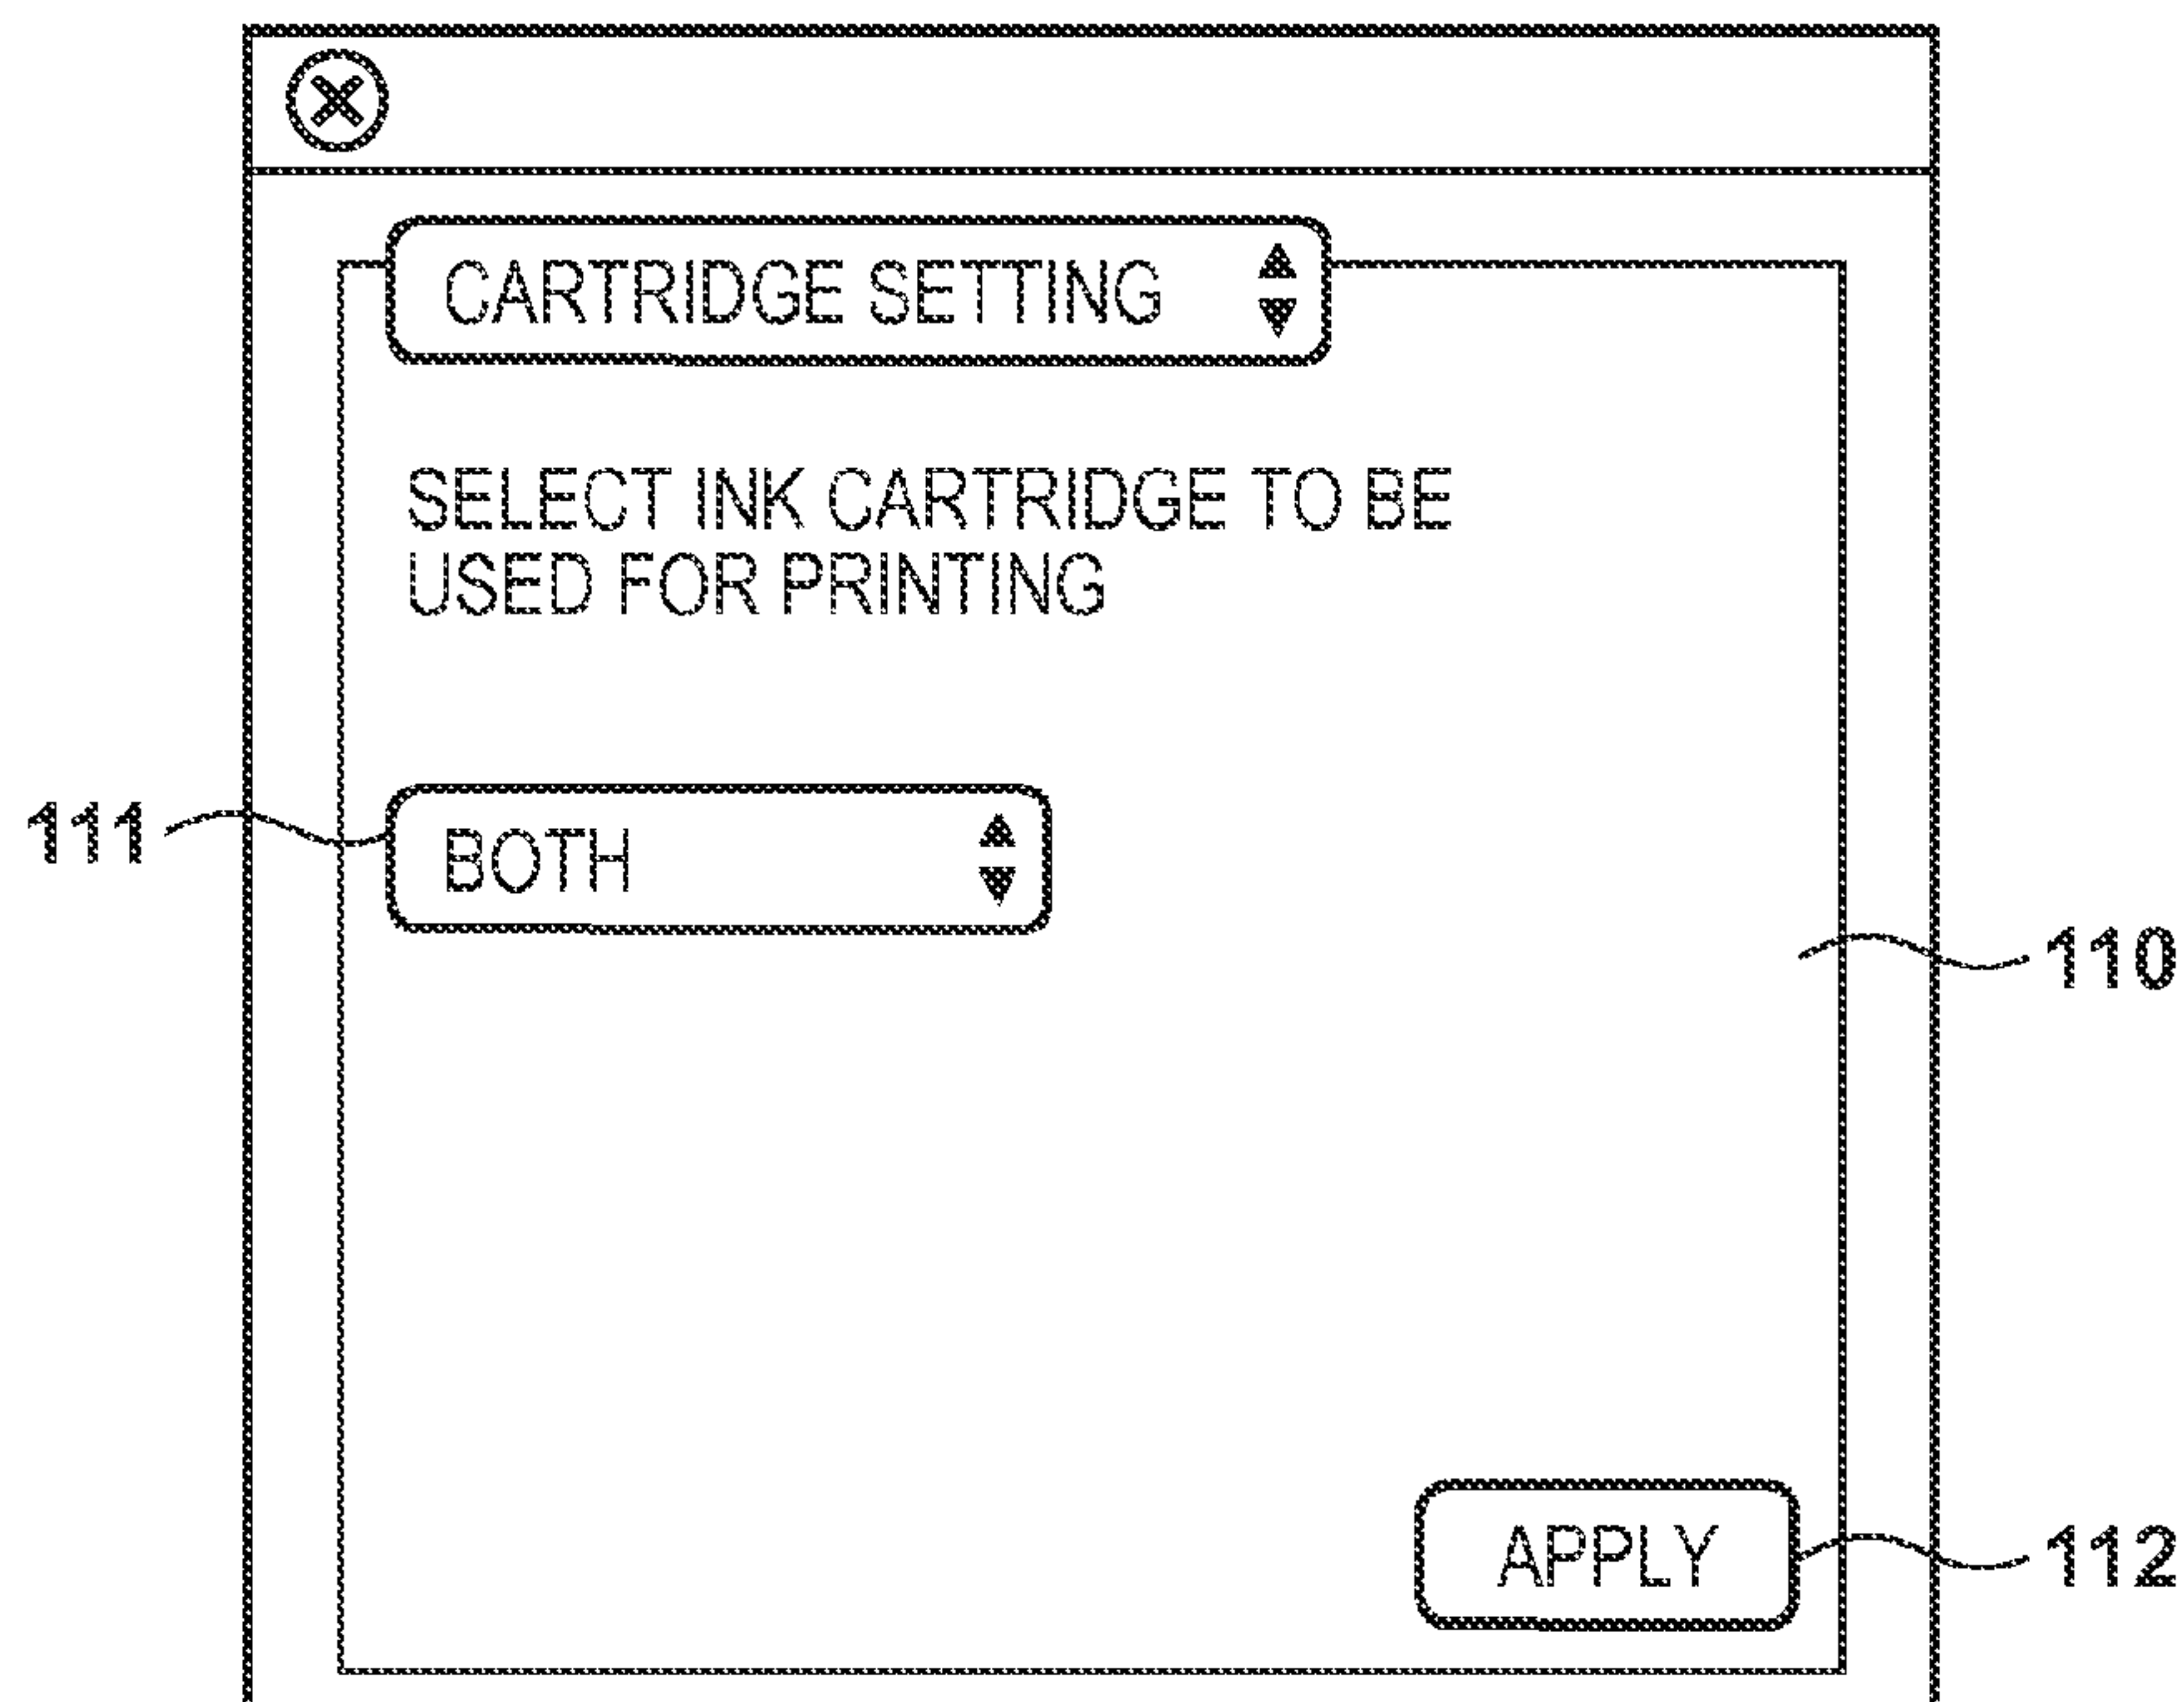 CARTRIDGE SETTING
SELECT INK CARTRIDGE TO BE
USED FOR PRINTING
111
BOTH
110
APPLY
112